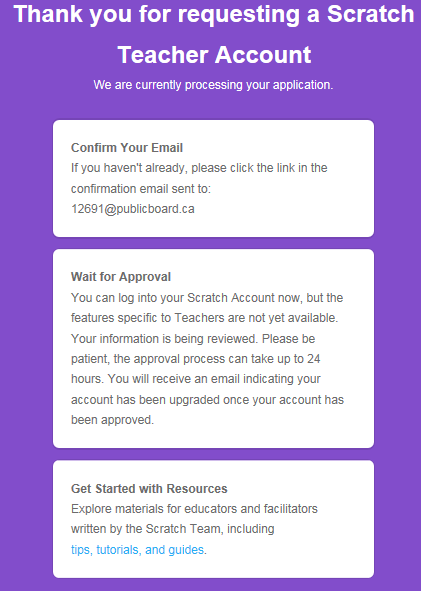 Thank you for requesting a Scratch
Teacher Account
We are currently processing your application.
Confirm Your Email
If you haven't already, please click the link in the
confirmation email sent to:
12691@publicboard.ca
Wait for Approval
You can log into your Scratch Account now, but the
features specific to Teachers are not yet available.
Your information is being reviewed. Please be
patient, the approval process can take up to 24
hours. You will receive an email indicating your
account has been upgraded once your account has
been approved.
Get Started with Resources
Explore materials for educators and facilitators
written by the Scratch Team, including
tips, tutorials, and guides.